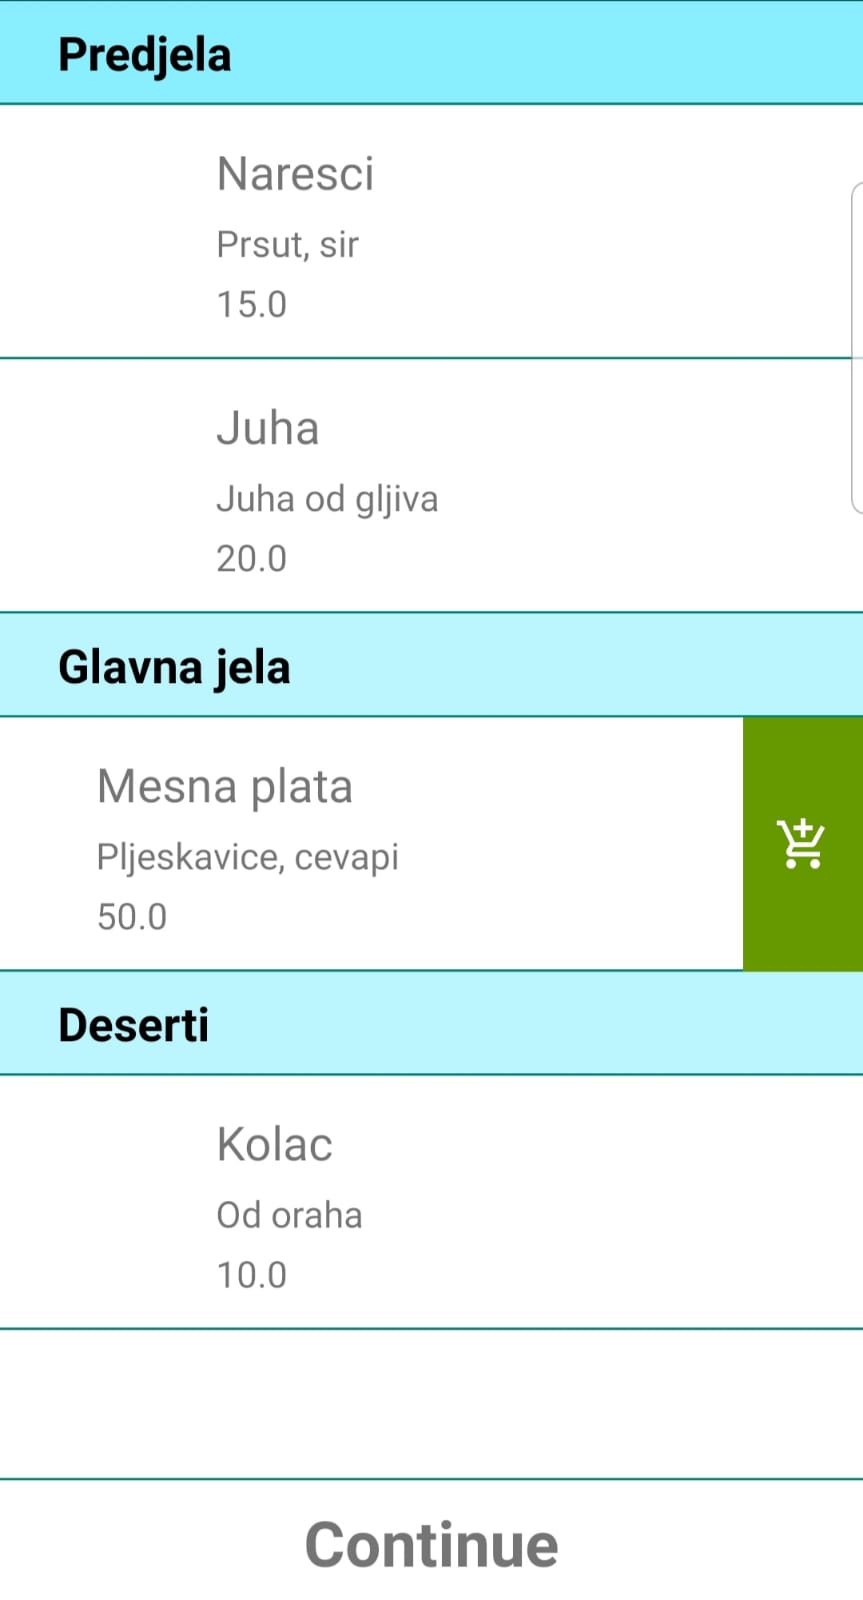 Predjela
Naresci
Prsut, sir
15.0
Juha
Juha od gljiva
20.0
Glavna jela
Mesna plata
Pljeskavice, cevapi
50.0
Deserti
Kolac
Od oraha
10.0
Continue